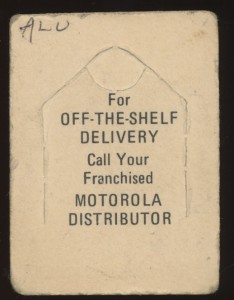 ALU
For
OFF-THE-SHELF
DELIVERY
Call Your
Franchised
MOTOROLA
DISTRIBUTOR